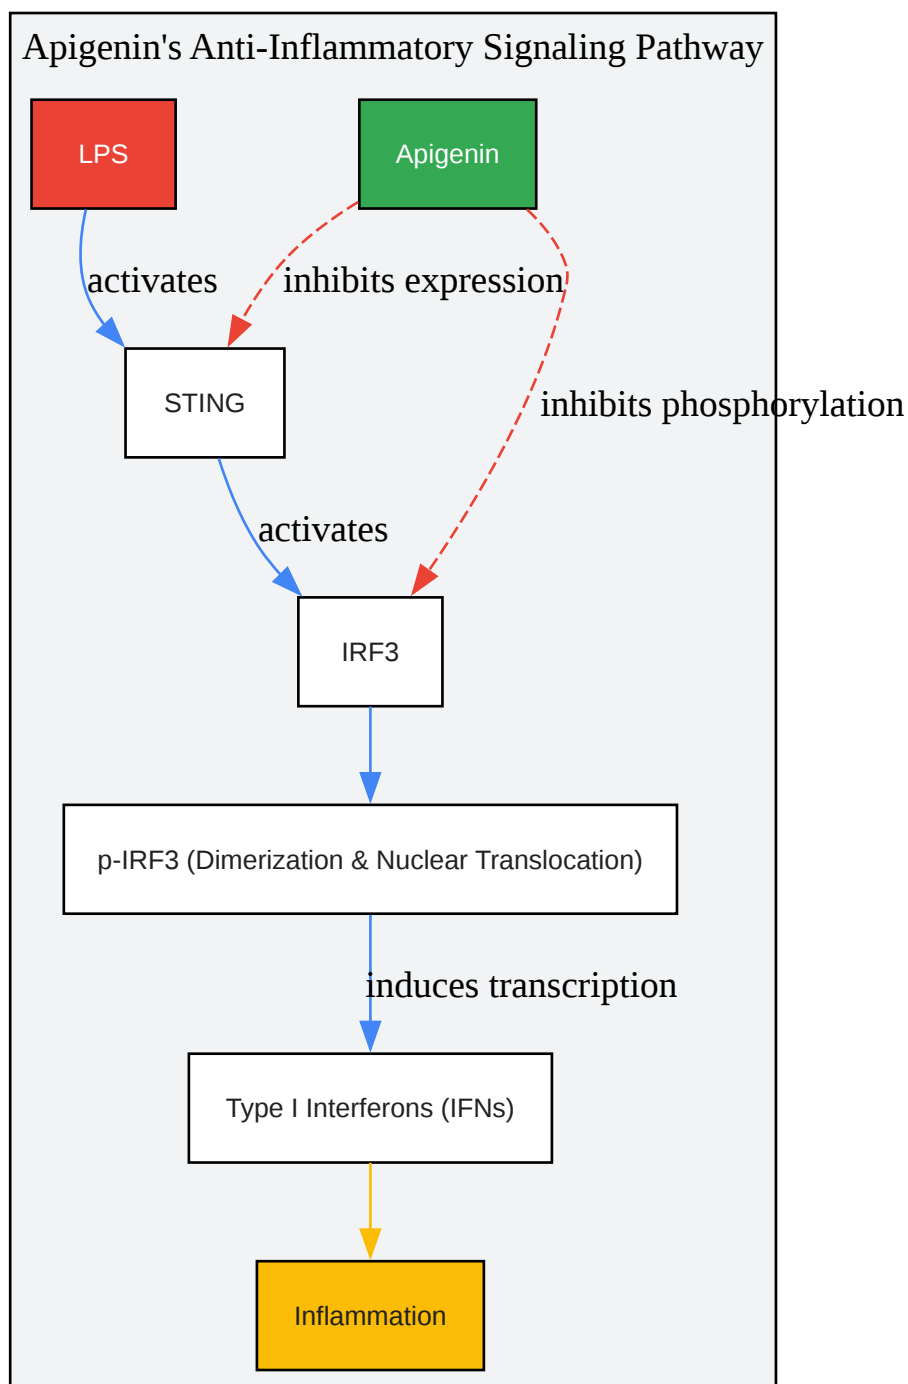 Apigenin's Anti-Inflammatory Signaling Pathway
LPS
Apigenin
activates
inhibits expression
STING
inhibits phosphorylation
activates
IRF3
p-IRF3 (Dimerization & Nuclear Translocation)
induces transcription
Type I Interferons (IFNs)
Inflammation